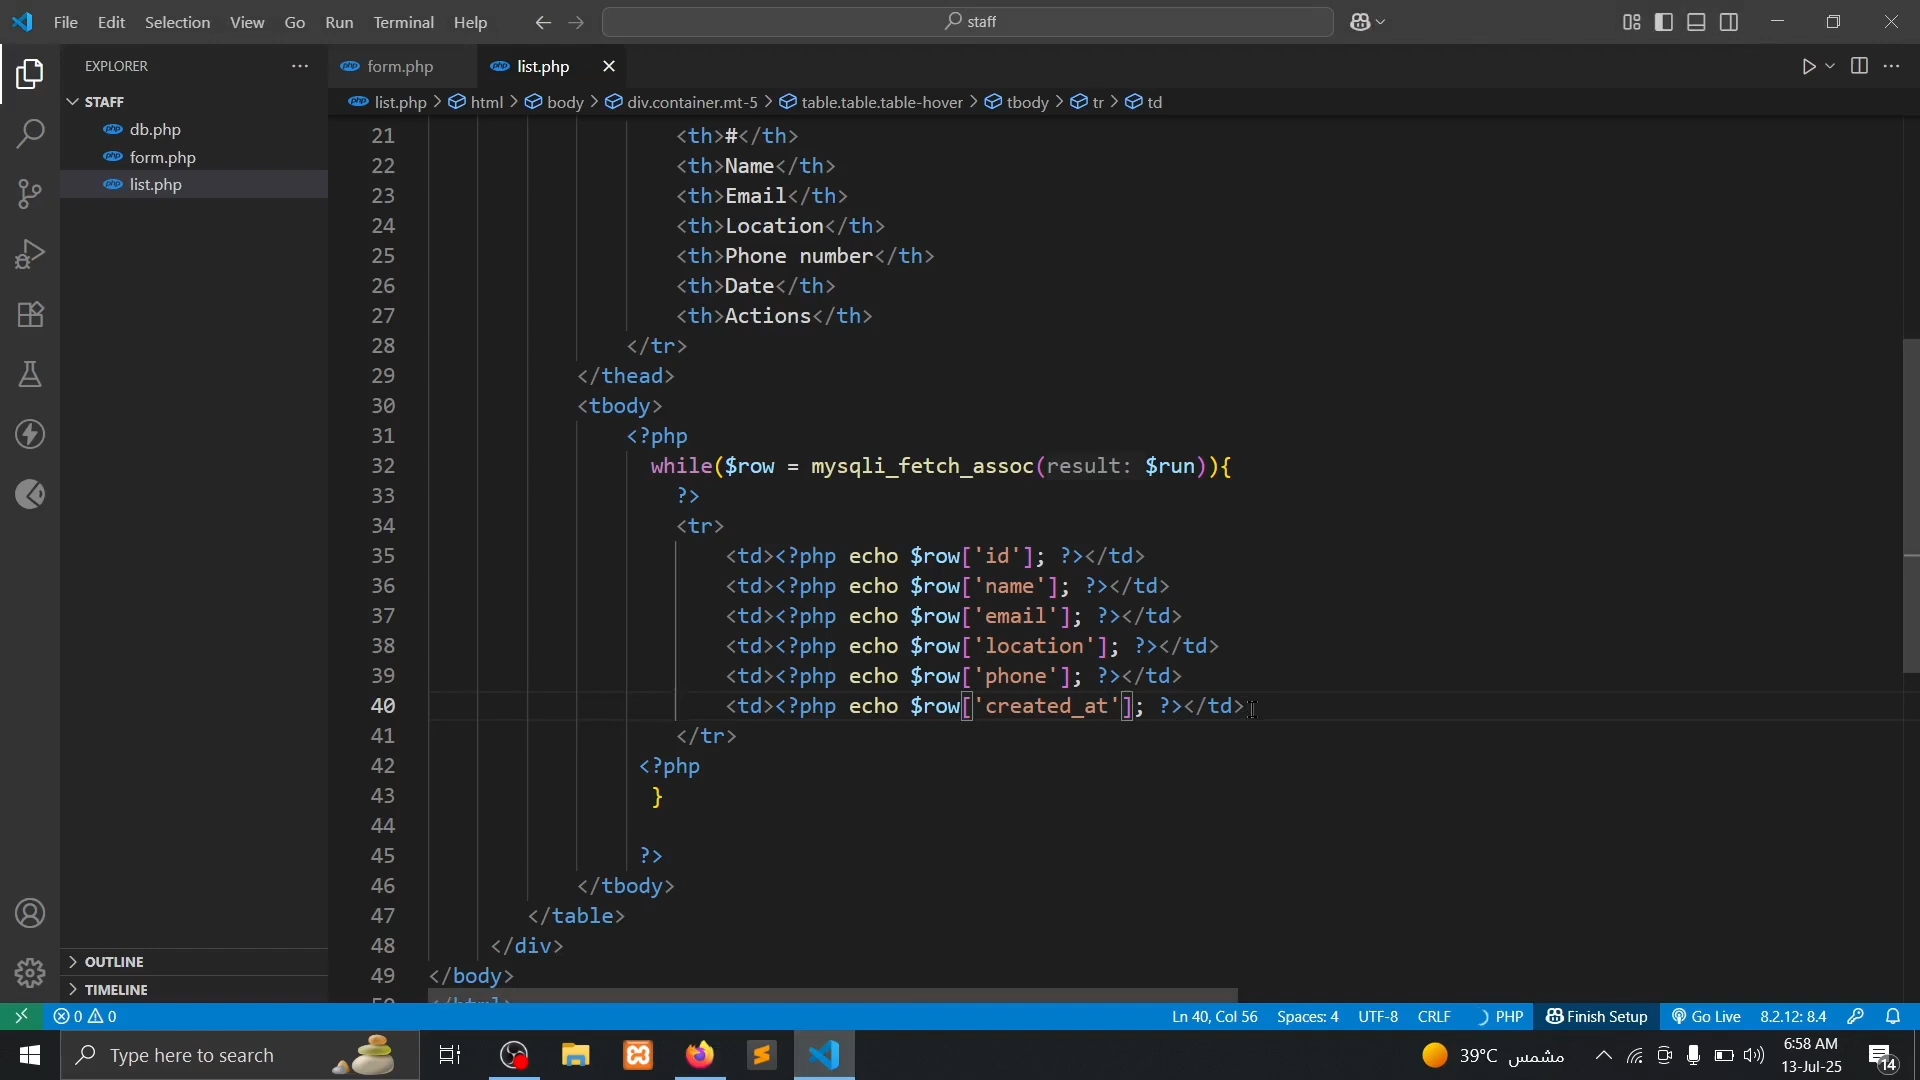 File Edit Selection View Go Run Terminal Help
staff
EXPLORER
form.php
list.php
STAFF
list.php > html > body > div.container.mt-5 > table.table.table-hover > tbody > tr > td
db.php
form.php
list.php
21 <th>#</th>
22 <th>Name</th>
23 <th>Email</th>
24 <th>Location</th>
25 <th>Phone number</th>
26 <th>Date</th>
27 <th>Actions</th>
28 </tr>
29 </thead>
30 <tbody>
31 <?php
32 while($row = mysqli_fetch_assoc(result: $run)){
33 ?>
34 <tr>
35 <td><?php echo $row['id']; ?></td>
36 <td><?php echo $row['name']; ?></td>
37 <td><?php echo $row['email']; ?></td>
38 <td><?php echo $row['location']; ?></td>
39 <td><?php echo $row['phone']; ?></td>
40 <td><?php echo $row['created_at']; ?></td>
41 </tr>
42 <?php
43 }
44
45 ?>
46 </tbody>
47 </table>
48 </div>
49 </body>
50 </html>
OUTLINE
TIMELINE
0 0
Ln 40, Col 56 Spaces: 4 UTF-8 CRLF PHP Finish Setup Go Live 8.2.12: 8.4
Type here to search
39°C مشمس
6:58 AM
13-Jul-25
14